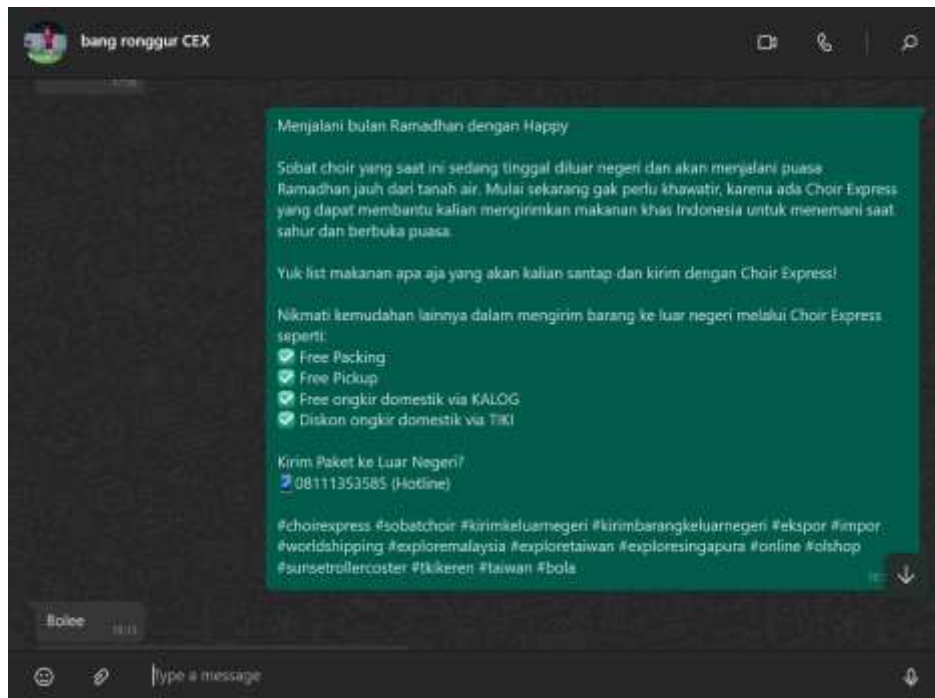 bang ronggur CEX
Menjalani bulan Ramadhan dengan Happy
Sobat choir yang saat ini sedang tinggal diluar negeri dan akan menjalani puasa
Ramadhan jauh dari tanah air. Mulai sekarang gak perlu khawatir, karena ada Choir Express
yang dapat membantu kalian mengirimkan makanan khas Indonesia untuk menemani saat
sahur dan berbuka puasa.
Yuk list makanan apa aja yang akan kalian santap dan kirim dengan Choir Express!
Nikmati kemudahan lainnya dalam mengirim barang ke luar negeri melalui Choir Express
seperti:
✅ Free Packing
✅ Free Pickup
✅ Free ongkir domestik via KALOG
✅ Diskon ongkir domestik via TIKI
Kirim Paket ke Luar Negeri?
08111353585 (Hotline)
#choirexpress #sobatchoir #kirimkeluarnegeri #kirimbarangkeluarnegeri #ekspor #impor
#worldshipping #exploremalaysia #exploretaiwan #exploresingapura #online #olshop
#sunsetrollercoster #tkikeren #taiwan #bola
Bolee
Type a message